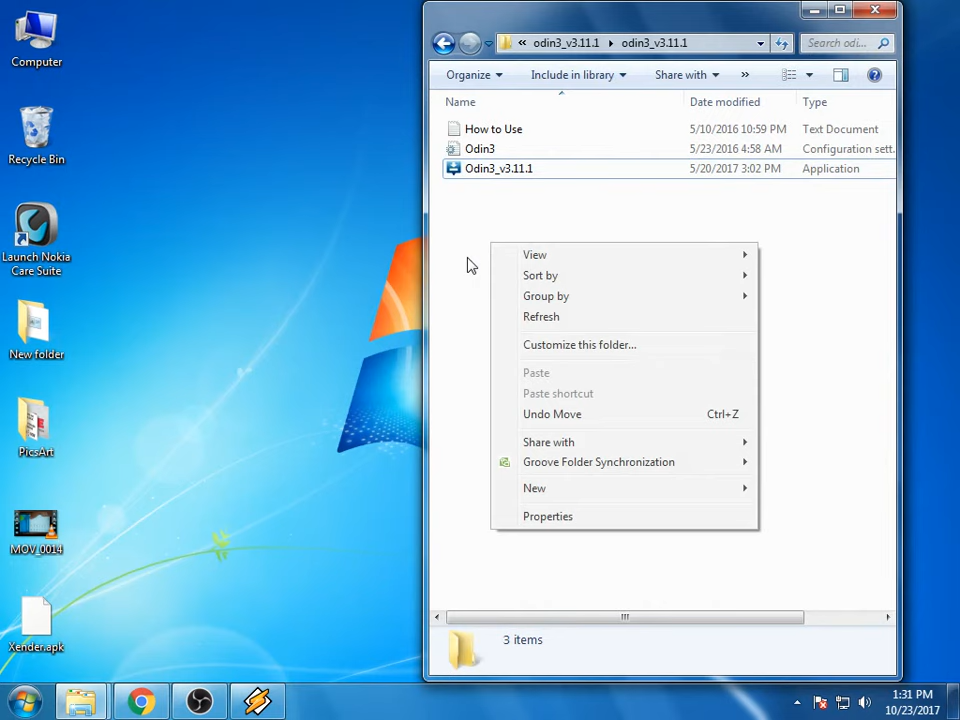 Computer
Recycle Bin
Launch Nokia
Care Suite
New folder
PicsArt
MOV_0014
Xender.apk
« odin3_v3.11.1 ▸ odin3_v3.11.1
Search odi...
Organize
Include in library
Share with
»
Name
Date modified
Type
How to Use 5/10/2016 10:59 PM Text Document
Odin3 5/23/2016 4:58 AM Configuration sett...
Odin3_v3.11.1 5/20/2017 3:02 PM Application
View
Sort by
Group by
Refresh
Customize this folder...
Paste
Paste shortcut
Undo Move Ctrl+Z
Share with
Groove Folder Synchronization
New
Properties
3 items
1:31 PM
10/23/2017